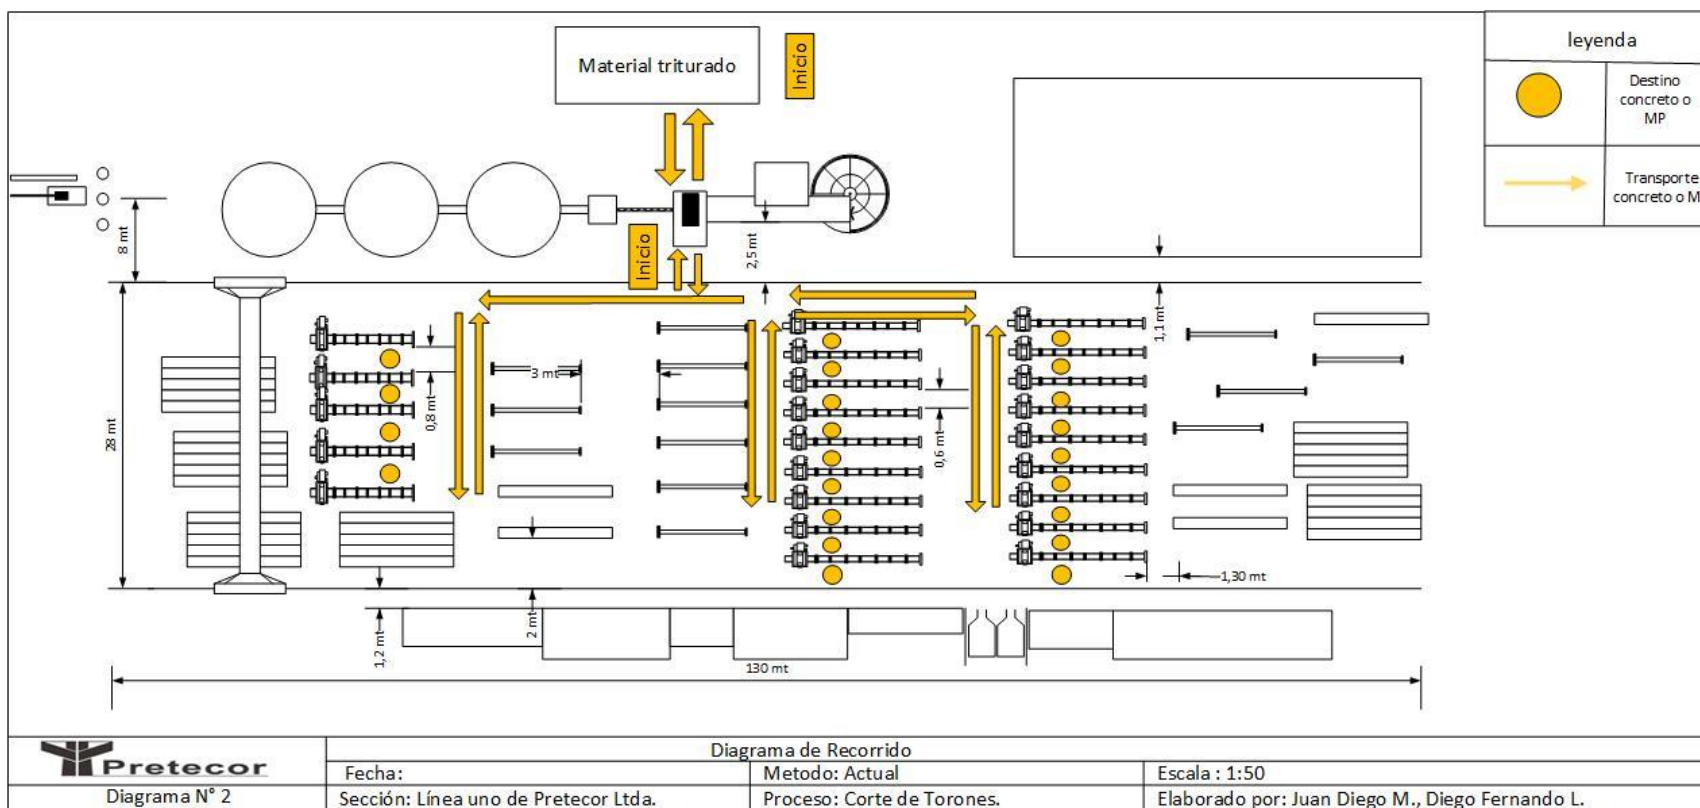 leyenda
Material triturado
Inicio
Destino
concreto o
MP
Transporte
concreto o M
8 mt
Inicio
2,5 mt
1,1 mt
3 mt
0,8 mt
28 mt
0,6 mt
1,30 mt
2 mt
1,2 mt
130 mt
Pretecor
Diagrama de Recorrido
Fecha:
Metodo: Actual
Escala : 1:50
Diagrama N° 2
Sección: Línea uno de Pretecor Ltda.
Proceso: Corte de Torones.
Elaborado por: Juan Diego M., Diego Fernando L.